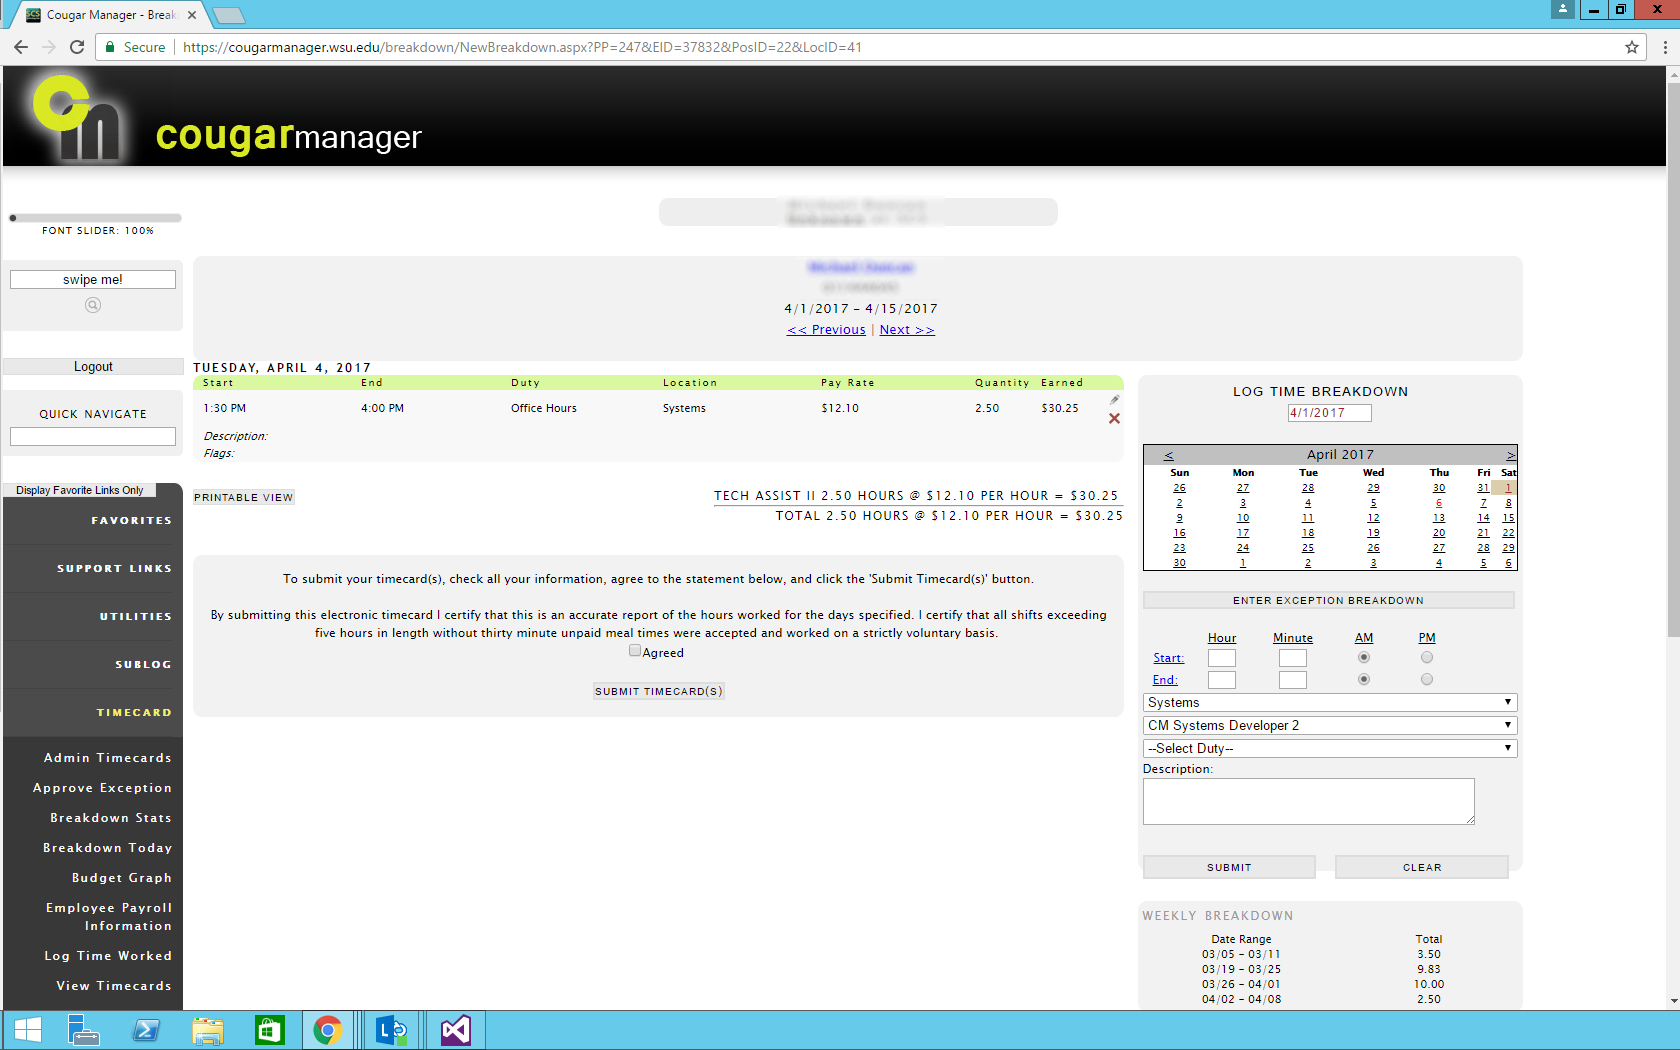 Cougar Manager - Break
Secure
https://cougarmanager.wsu.edu/breakdown/NewBreakdown.aspx?PP=247&EID=37832&PosID=22&LocID=41
cougarmanager
FONT SLIDER: 100%
swipe me!
4/1/2017 - 4/15/2017
<< Previous | Next >>
Logout
QUICK NAVIGATE
Display Favorite Links Only
FAVORITES
SUPPORT LINKS
UTILITIES
SUBLOG
TIMECARD
Admin Timecards
Approve Exception
Breakdown Stats
Breakdown Today
Budget Graph
Employee Payroll
Information
Log Time Worked
View Timecards
TUESDAY, APRIL 4, 2017
Start End Duty Location Pay Rate Quantity Earned
1:30 PM 4:00 PM Office Hours Systems $12.10 2.50 $30.25
Description:
Flags:
PRINTABLE VIEW
TECH ASSIST II 2.50 HOURS @ $12.10 PER HOUR = $30.25
TOTAL 2.50 HOURS @ $12.10 PER HOUR = $30.25
To submit your timecard(s), check all your information, agree to the statement below, and click the 'Submit Timecard(s)' button.
By submitting this electronic timecard I certify that this is an accurate report of the hours worked for the days specified. I certify that all shifts exceeding
five hours in length without thirty minute unpaid meal times were accepted and worked on a strictly voluntary basis.
Agreed
SUBMIT TIMECARD(S)
LOG TIME BREAKDOWN
4/1/2017
< April 2017 >
Sun Mon Tue Wed Thu Fri Sat
26 27 28 29 30 31 1
2 3 4 5 6 7 8
9 10 11 12 13 14 15
16 17 18 19 20 21 22
23 24 25 26 27 28 29
30 1 2 3 4 5 6
ENTER EXCEPTION BREAKDOWN
Hour Minute AM PM
Start:
End:
Systems
CM Systems Developer 2
--Select Duty--
Description:
SUBMIT CLEAR
WEEKLY BREAKDOWN
Date Range Total
03/05 - 03/11 3.50
03/19 - 03/25 9.83
03/26 - 04/01 10.00
04/02 - 04/08 2.50